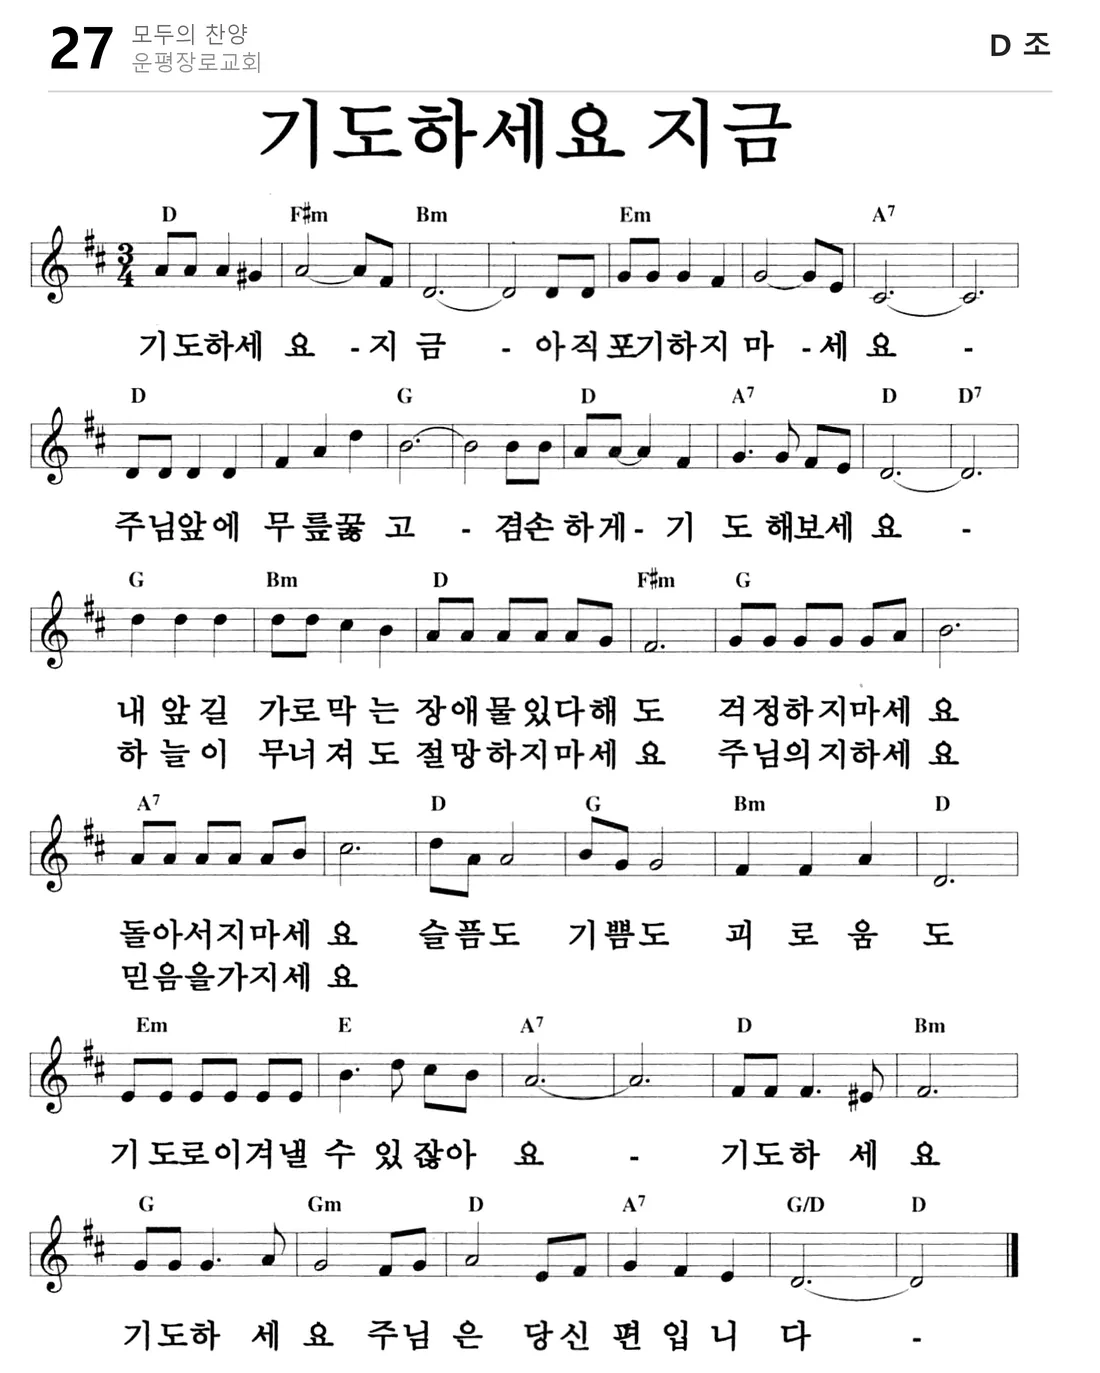 27 모두의 찬양 D 조
운평장로교회
기도하세요 지금
D F#m Bm Em A7
3
4
기도하세 요 - 지 금 - 아직포기하지 마 - 세 요 -
D G D A7 D D7
주님앞에 무릎꿇 고 - 겸손하게 - 기 도 해보세 요 -
G Bm D F#m G
내 앞 길 가로막 는 장애물있다해 도 걱정하지마세 요
하 늘 이 무너져 도 절망하지마세 요 주님의지하세 요
A7 D G Bm D
돌아서지마세 요 슬픔도 기쁨도 괴 로 움 도
믿음을가지세 요
Em E A7 D Bm
기 도로이겨낼 수 있잖아 요 - 기도하 세 요
G Gm D A7 G/D D
기도하 세 요 주님 은 당신 편 입 니 다 -